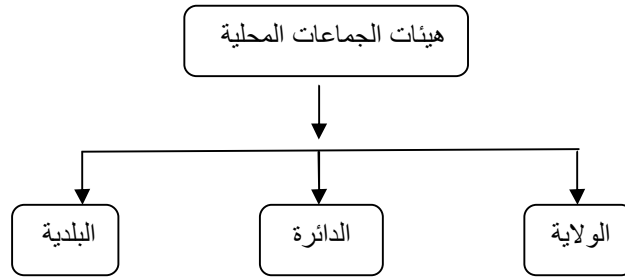 هيئات الجماعات المحلية
الولاية
الدائرة
البلدية